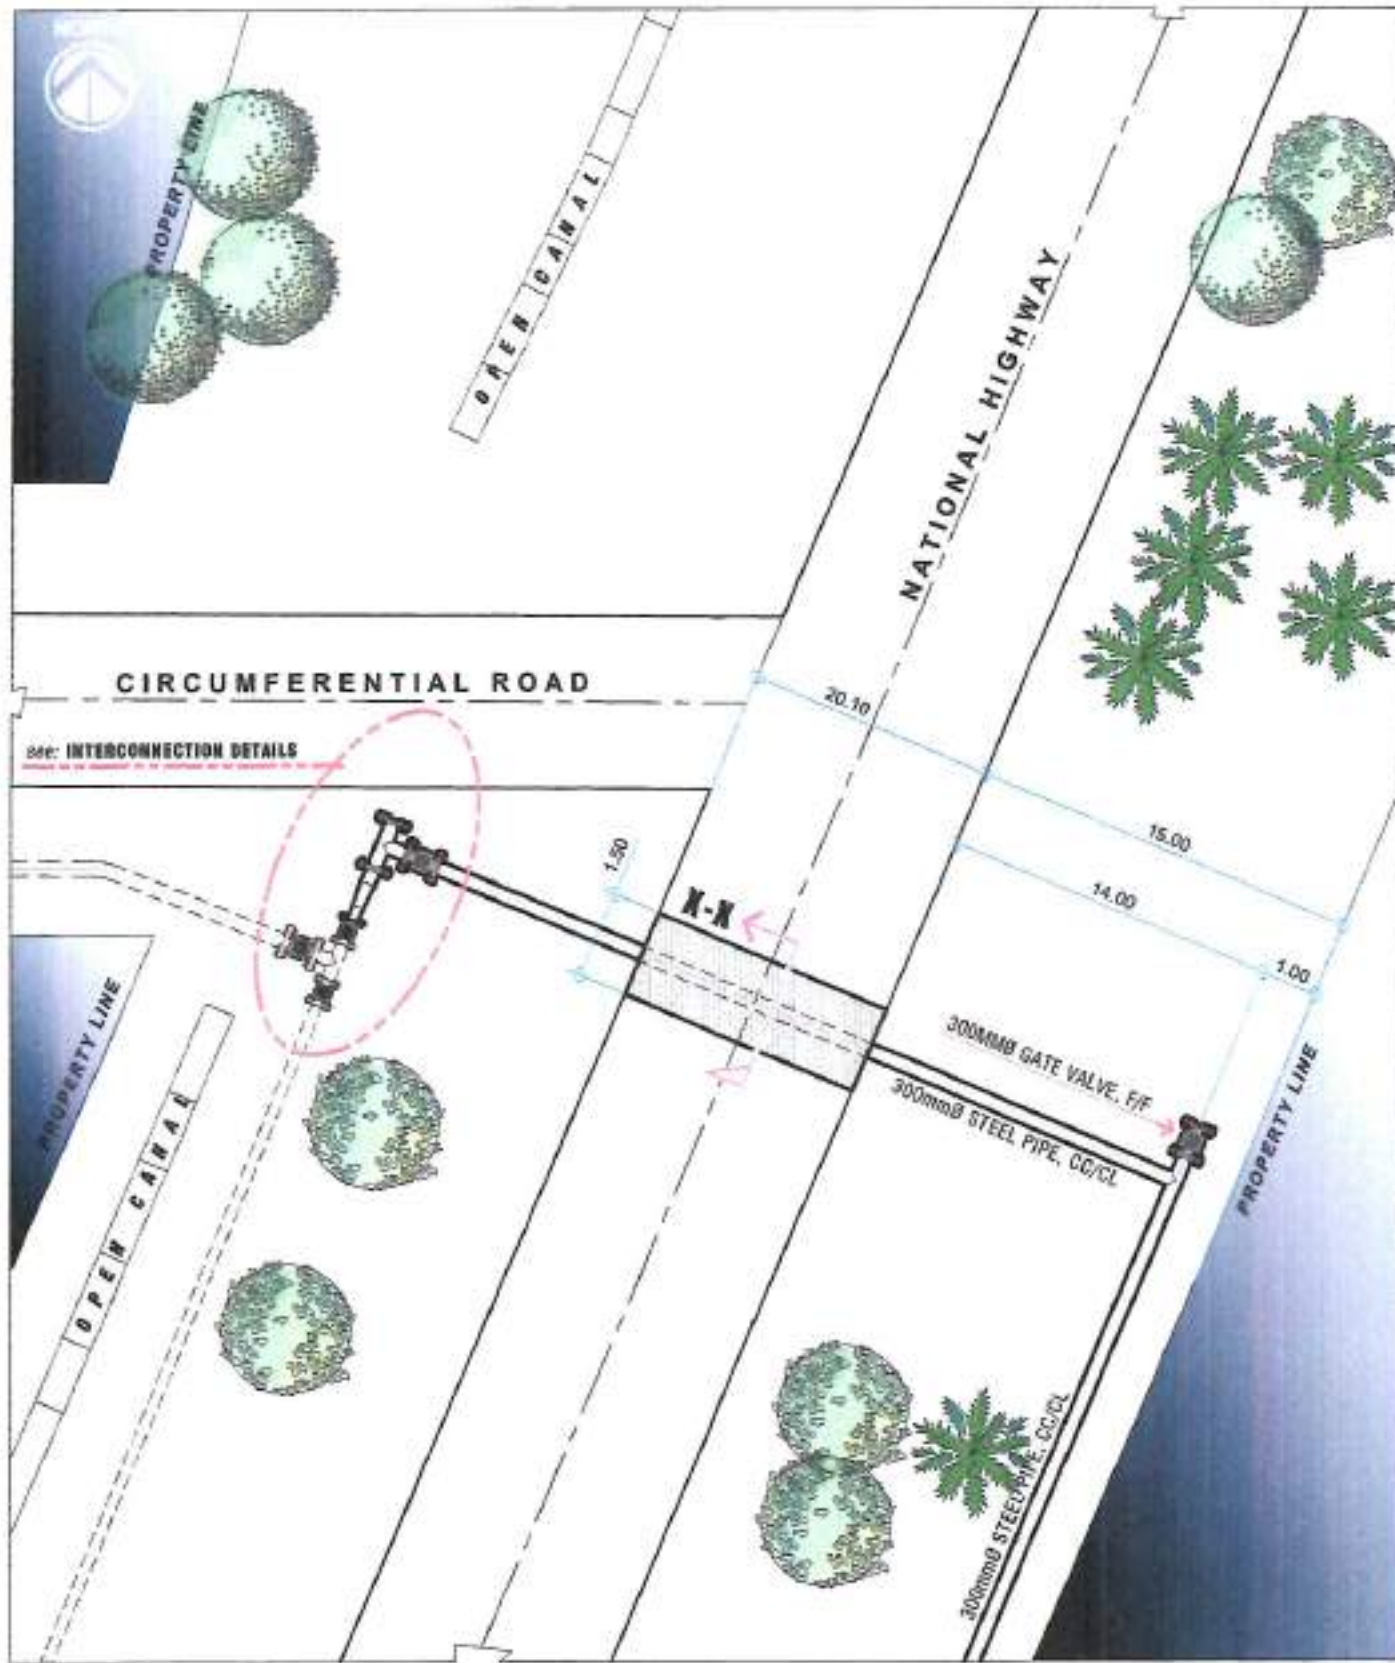 NORTH
PROPERTY LINE
OPEN CANAL
NATIONAL HIGHWAY
CIRCUMFERENTIAL ROAD
see: INTERCONNECTION DETAILS
20.10
15.00
14.00
1.00
1.50
X-X
300MMØ GATE VALVE, F/F
300mmØ STEEL PIPE, CC/CL
PROPERTY LINE
PROPERTY LINE
OPEN CANAL
300mmØ STEEL PIPE, CC/CL